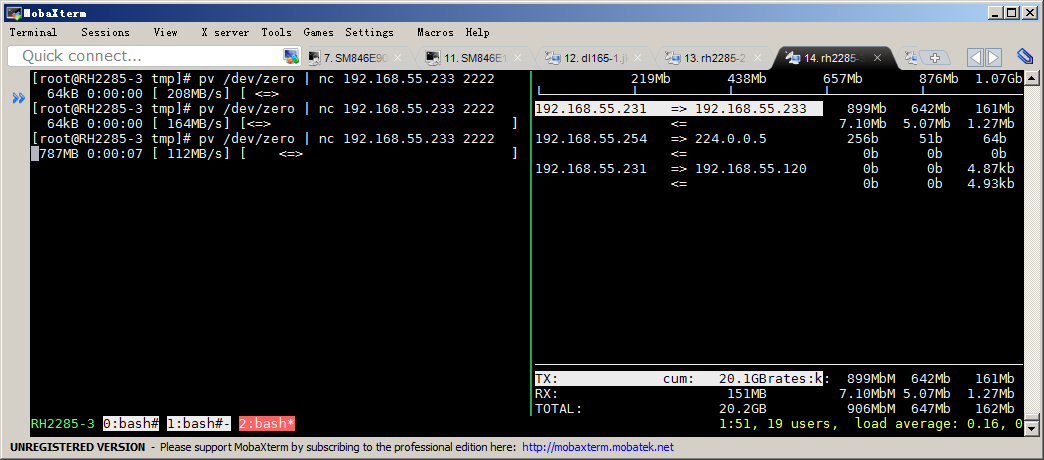 MobaXterm
Terminal Sessions View X server Tools Games Settings Macros Help
Quick connect...
7. SM846E90
11. SM846E1
12. dl165-1.
13. rh2285-2
14. rh2285-
[root@RH2285-3 tmp]# pv /dev/zero | nc 192.168.55.233 2222
64kB 0:00:00 [ 208MB/s] [ <=>
[root@RH2285-3 tmp]# pv /dev/zero | nc 192.168.55.233 2222
64kB 0:00:00 [ 164MB/s] [<=> ]
[root@RH2285-3 tmp]# pv /dev/zero | nc 192.168.55.233 2222
787MB 0:00:07 [ 112MB/s] [ <=> ]
219Mb 438Mb 657Mb 876Mb 1.07Gb
192.168.55.231 => 192.168.55.233 899Mb 642Mb 161Mb
<= 7.10Mb 5.07Mb 1.27Mb
192.168.55.254 => 224.0.0.5 256b 51b 64b
<= 0b 0b 0b
192.168.55.231 => 192.168.55.120 0b 0b 4.87kb
<= 0b 0b 4.93kb
TX: cum: 20.1GBrates:k: 899MbM 642Mb 161Mb
RX: 151MB 7.10MbM 5.07Mb 1.27Mb
TOTAL: 20.2GB 906MbM 647Mb 162Mb
RH2285-3 0:bash# 1:bash#- 2:bash* 1:51, 19 users, load average: 0.16, 0
UNREGISTERED VERSION - Please support MobaXterm by subscribing to the professional edition here: http://mobaxterm.mobatek.net